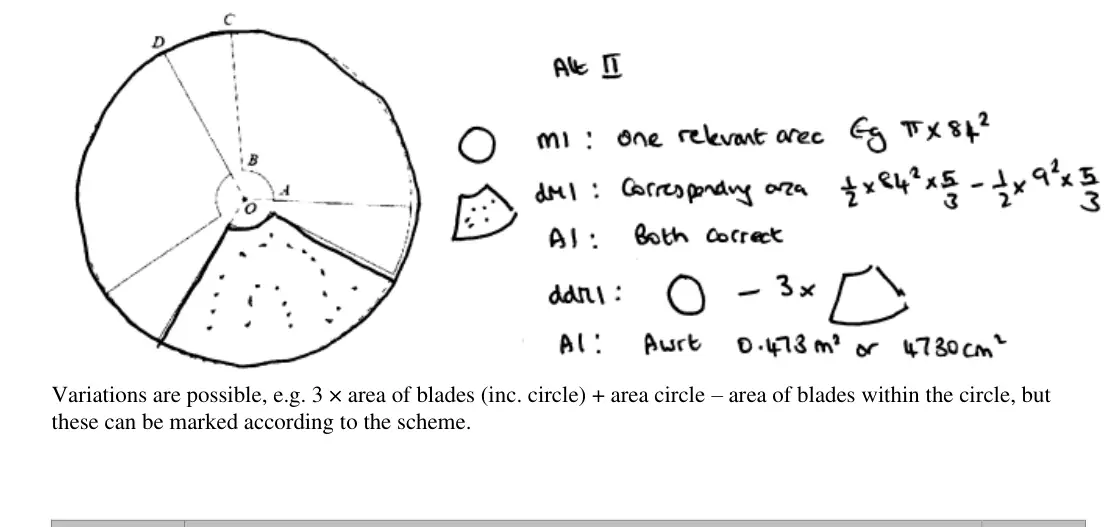 C
D
B
A
O
Alt II
M1 : one relevant area Eg π × 84²
dM1 : Corresponding area ½ × 84² × 5/3 − ½ × 9² × 5/3
A1 : Both correct
ddM1 : − 3 ×
A1 : Awrt 0.473 m² or 4730 cm²
Variations are possible, e.g. 3 × area of blades (inc. circle) + area circle – area of blades within the circle, but
these can be marked according to the scheme.